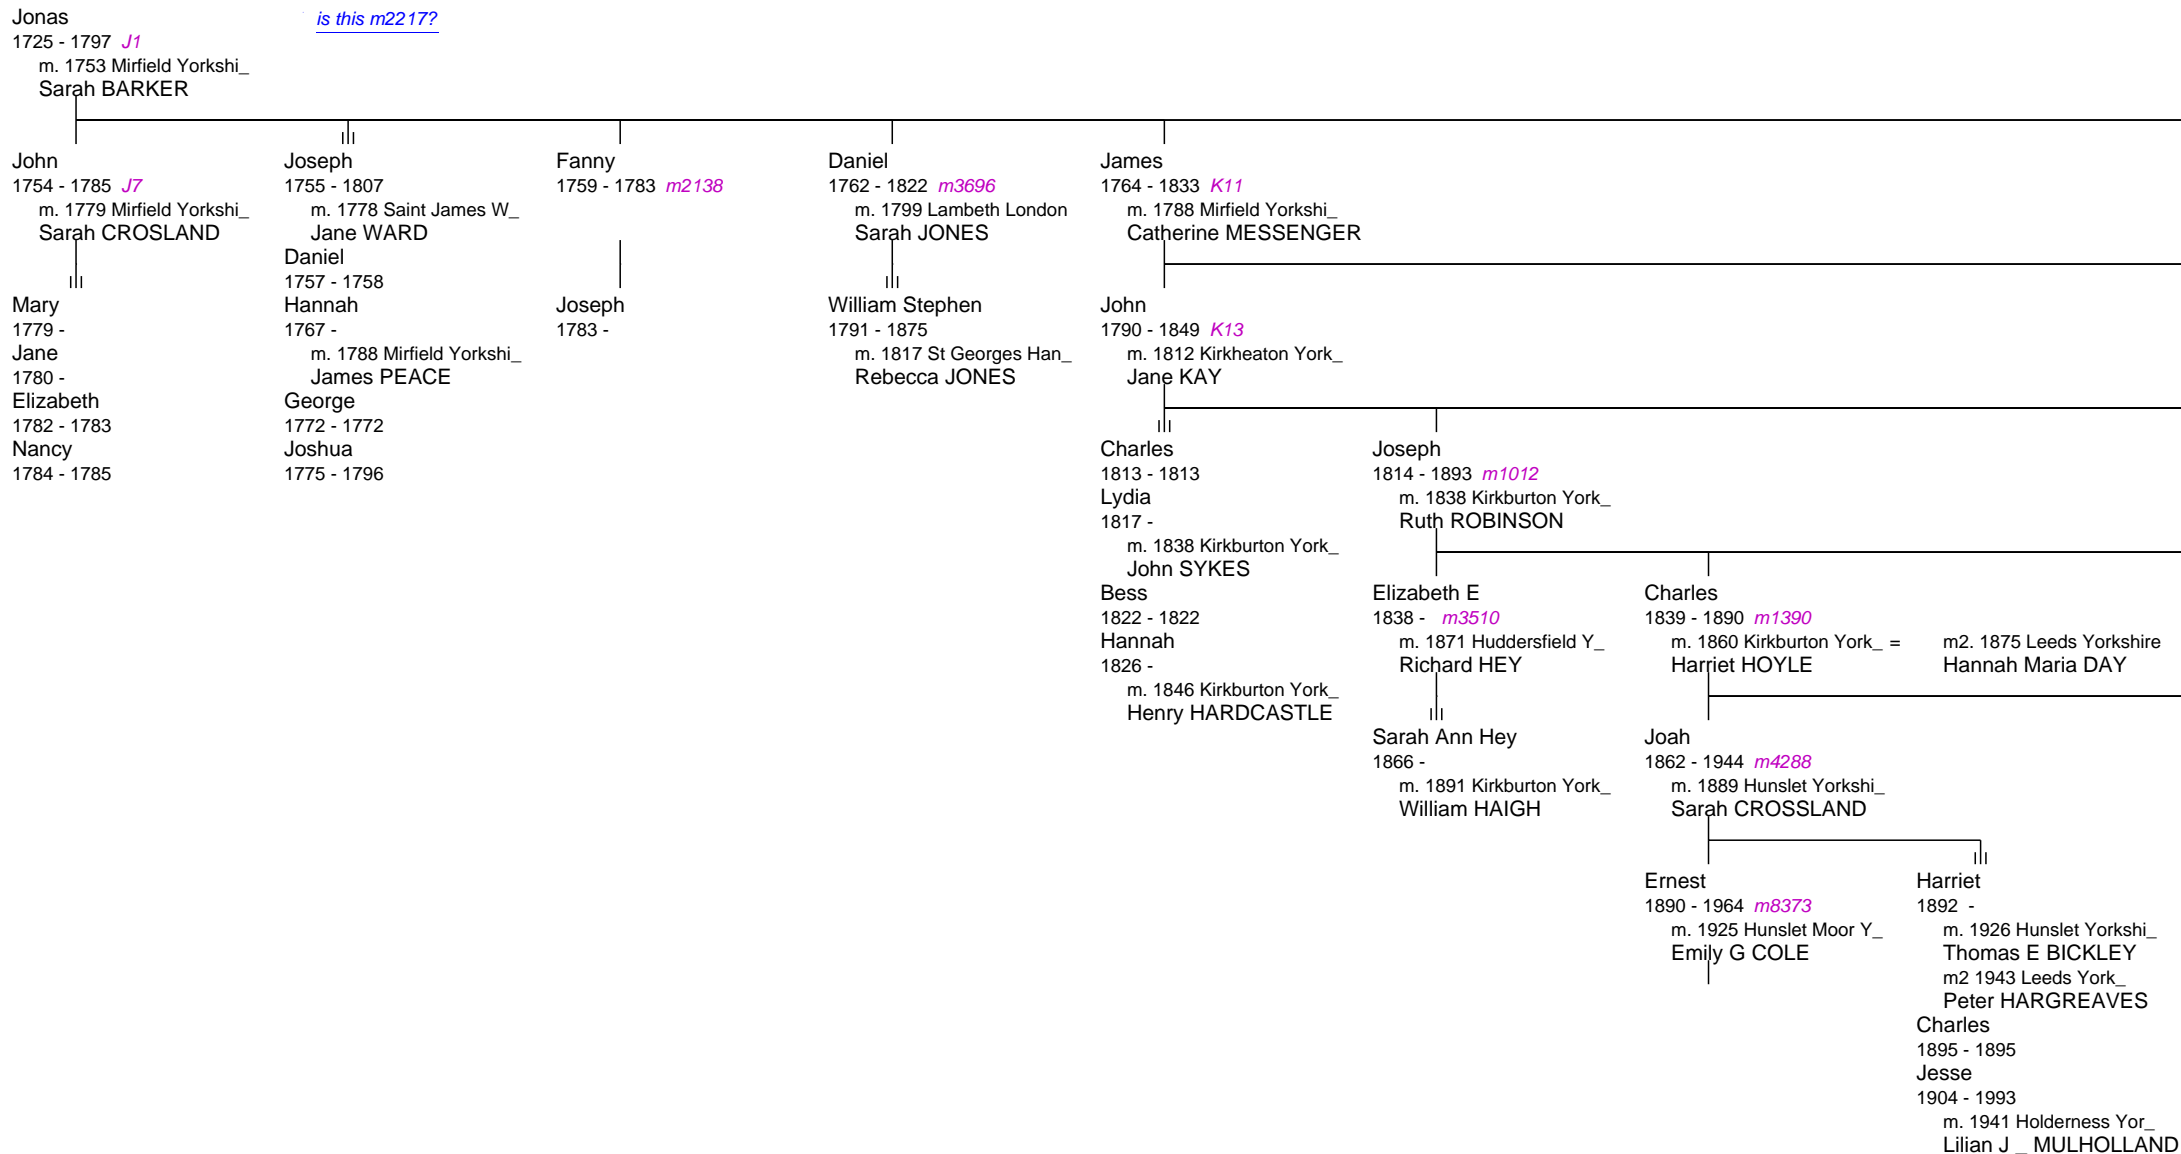 Jonas
1725 - 1797 J1
m. 1753 Mirfield Yorkshi_
Sarah BARKER
is this m2217?
John
1754 - 1785 J7
m. 1779 Mirfield Yorkshi_
Sarah CROSLAND
Mary
1779 -
Jane
1780 -
Elizabeth
1782 - 1783
Nancy
1784 - 1785
Joseph
1755 - 1807
m. 1778 Saint James W_
Jane WARD
Daniel
1757 - 1758
Hannah
1767 -
m. 1788 Mirfield Yorkshi_
James PEACE
George
1772 - 1772
Joshua
1775 - 1796
Fanny
1759 - 1783 m2138
Joseph
1783 -
Daniel
1762 - 1822 m3696
m. 1799 Lambeth London
Sarah JONES
William Stephen
1791 - 1875
m. 1817 St Georges Han_
Rebecca JONES
James
1764 - 1833 K11
m. 1788 Mirfield Yorkshi_
Catherine MESSENGER
John
1790 - 1849 K13
m. 1812 Kirkheaton York_
Jane KAY
Charles
1813 - 1813
Lydia
1817 -
m. 1838 Kirkburton York_
John SYKES
Bess
1822 - 1822
Hannah
1826 -
m. 1846 Kirkburton York_
Henry HARDCASTLE
Joseph
1814 - 1893 m1012
m. 1838 Kirkburton York_
Ruth ROBINSON
Elizabeth E
1838 - m3510
m. 1871 Huddersfield Y_
Richard HEY
Sarah Ann Hey
1866 -
m. 1891 Kirkburton York_
William HAIGH
Charles
1839 - 1890 m1390
m. 1860 Kirkburton York_ = m2. 1875 Leeds Yorkshire
Harriet HOYLE Hannah Maria DAY
Joah
1862 - 1944 m4288
m. 1889 Hunslet Yorkshi_
Sarah CROSSLAND
Ernest
1890 - 1964 m8373
m. 1925 Hunslet Moor Y_
Emily G COLE
Harriet
1892 -
m. 1926 Hunslet Yorkshi_
Thomas E BICKLEY
m2 1943 Leeds York_
Peter HARGREAVES
Charles
1895 - 1895
Jesse
1904 - 1993
m. 1941 Holderness Yor_
Lilian J _ MULHOLLAND